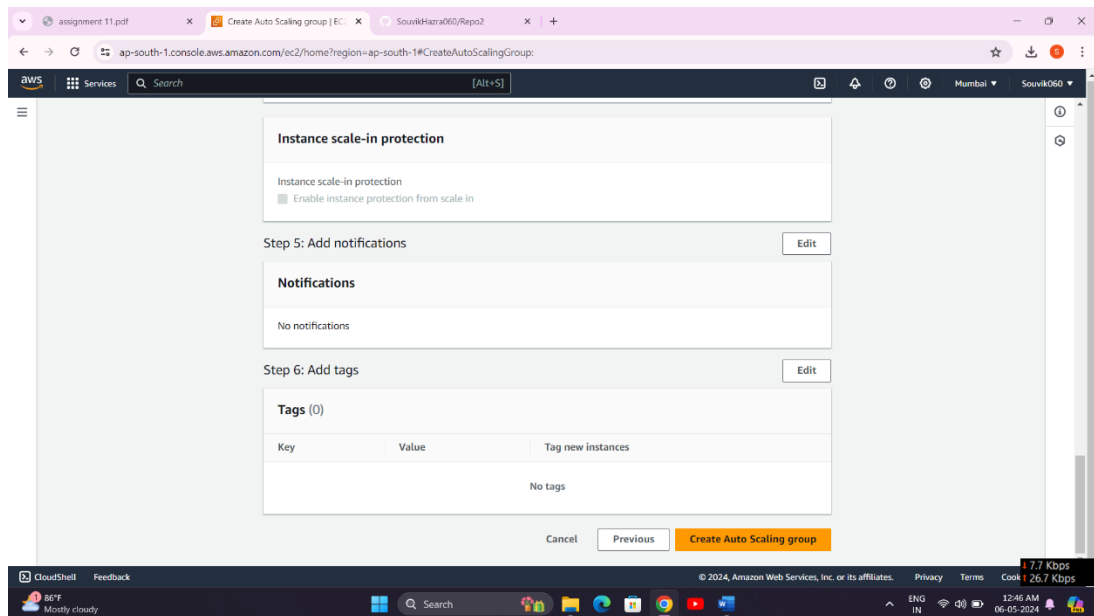 assignment 11.pdf
Create Auto Scaling group | EC2
SouvikHazra060/Repo2
ap-south-1.console.aws.amazon.com/ec2/home?region=ap-south-1#CreateAutoScalingGroup:
S
aws
Services
Search
[Alt+S]
Mumbai
Souvik060
Instance scale-in protection
Instance scale-in protection
Enable instance protection from scale in
Step 5: Add notifications
Edit
Notifications
No notifications
Step 6: Add tags
Edit
Tags (0)
Key Value Tag new instances
No tags
Cancel Previous Create Auto Scaling group
7.7 Kbps
CloudShell Feedback © 2024, Amazon Web Services, Inc. or its affiliates. Privacy Terms Cook
26.7 Kbps
1
86°F
Mostly cloudy
Search
ENG
IN
12:46 AM
06-05-2024